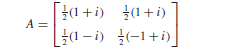 A = [ ½(1 + i)  ½(1 + i)
½(1 − i)  ½(−1 + i) ]